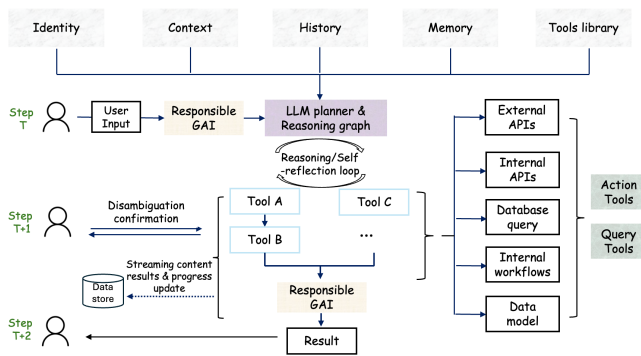 Identity
Context
History
Memory
Tools library
Step
T
User
Input
Responsible
GAI
LLM planner &
Reasoning graph
Reasoning/Self
-reflection loop
Step
T+1
Disambiguation
confirmation
Tool A
Tool C
Tool B
...
Streaming content
results & progress
update
Data
store
Responsible
GAI
Step
T+2
Result
External
APIs
Internal
APIs
Database
query
Internal
workflows
Data
model
Action
Tools
Query
Tools